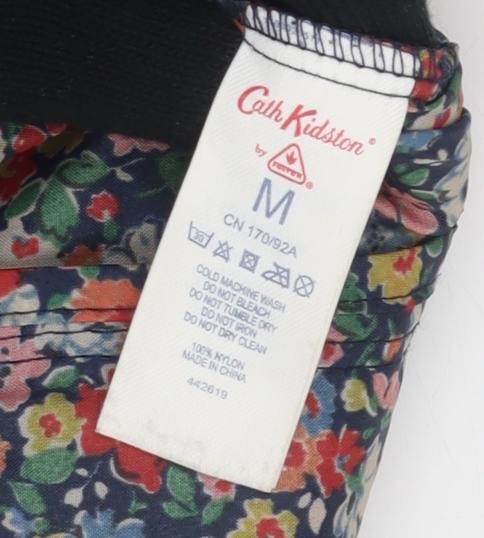 Cath Kidston®
by
M
CN 170/92A
30
COLD MACHINE WASH
DO NOT BLEACH
DO NOT TUMBLE DRY
DO NOT IRON
DO NOT DRY CLEAN
100% NYLON
MADE IN CHINA
442619